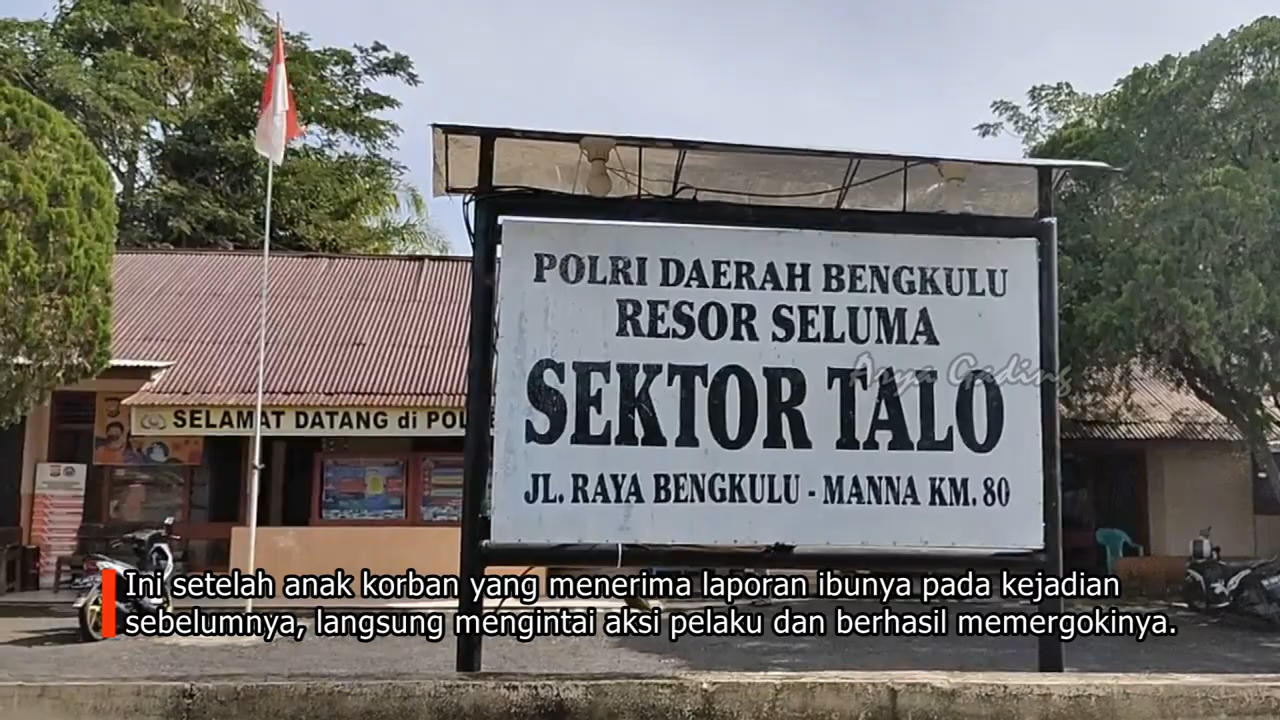 POLRI DAERAH BENGKULU
RESOR SELUMA
SEKTOR TALO
JL. RAYA BENGKULU - MANNA KM. 80
SELAMAT DATANG di POL
Ini setelah anak korban yang menerima laporan ibunya pada kejadian
sebelumnya, langsung mengintai aksi pelaku dan berhasil memergokinya.